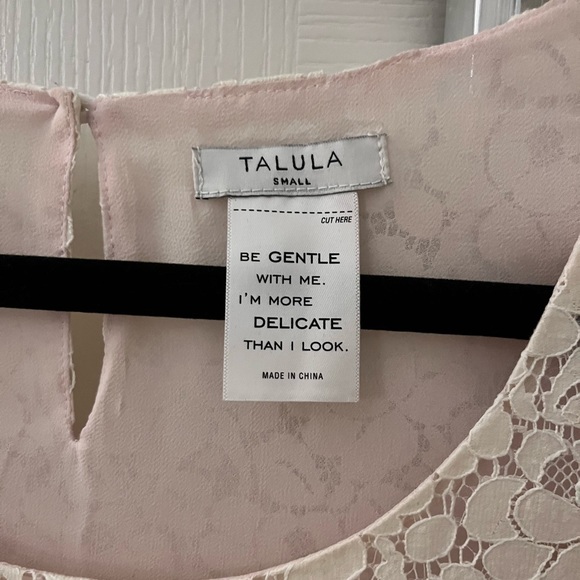 TALULA
SMALL
CUT HERE
BE GENTLE
WITH ME.
I'M MORE
DELICATE
THAN I LOOK.
MADE IN CHINA